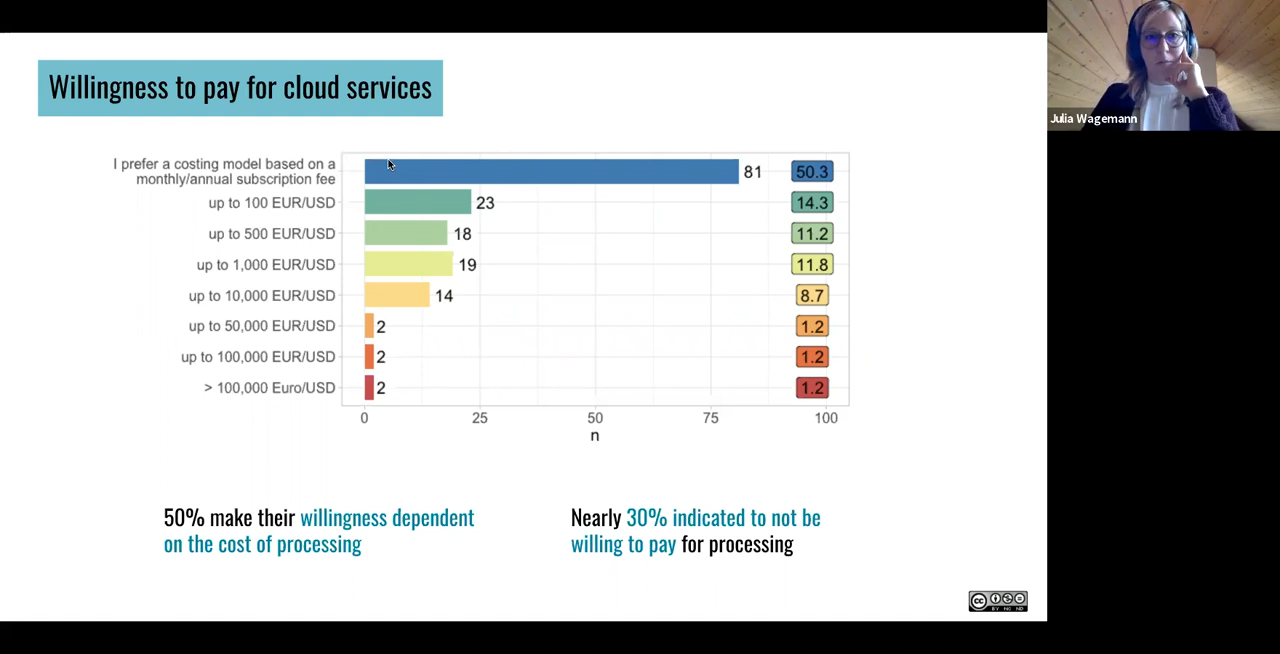 Willingness to pay for cloud services
Julia Wagemann
I prefer a costing model based on a
monthly/annual subscription fee
81
50.3
up to 100 EUR/USD
23
14.3
up to 500 EUR/USD
18
11.2
up to 1,000 EUR/USD
19
11.8
up to 10,000 EUR/USD
14
8.7
up to 50,000 EUR/USD
2
1.2
up to 100,000 EUR/USD
2
1.2
> 100,000 Euro/USD
2
1.2
0 25 50 75 100
n
50% make their willingness dependent
on the cost of processing
Nearly 30% indicated to not be
willing to pay for processing
cc
BY NC ND